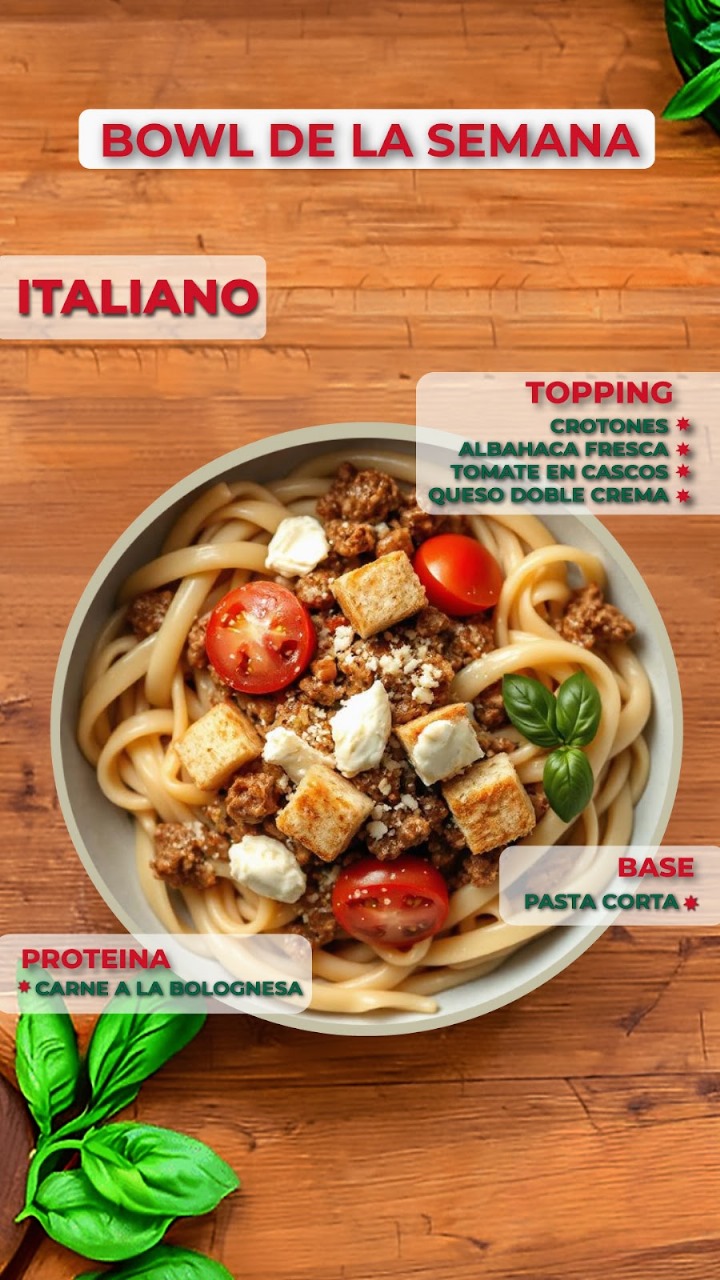 BOWL DE LA SEMANA
ITALIANO
TOPPING
CROTONES
ALBAHACA FRESCA
TOMATE EN CASCOS
QUESO DOBLE CREMA
BASE
PASTA CORTA
PROTEINA
CARNE A LA BOLOGNESA